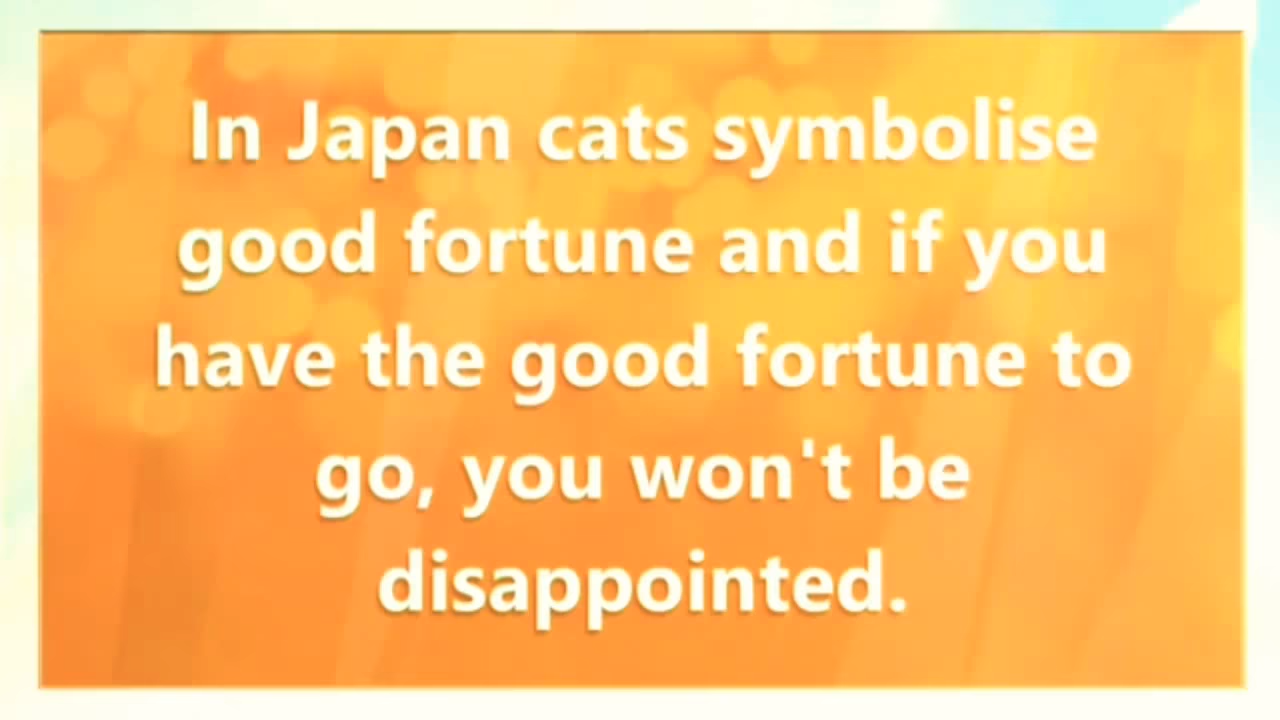 In Japan cats symbolise
good fortune and if you
have the good fortune to
go, you won't be
disappointed.